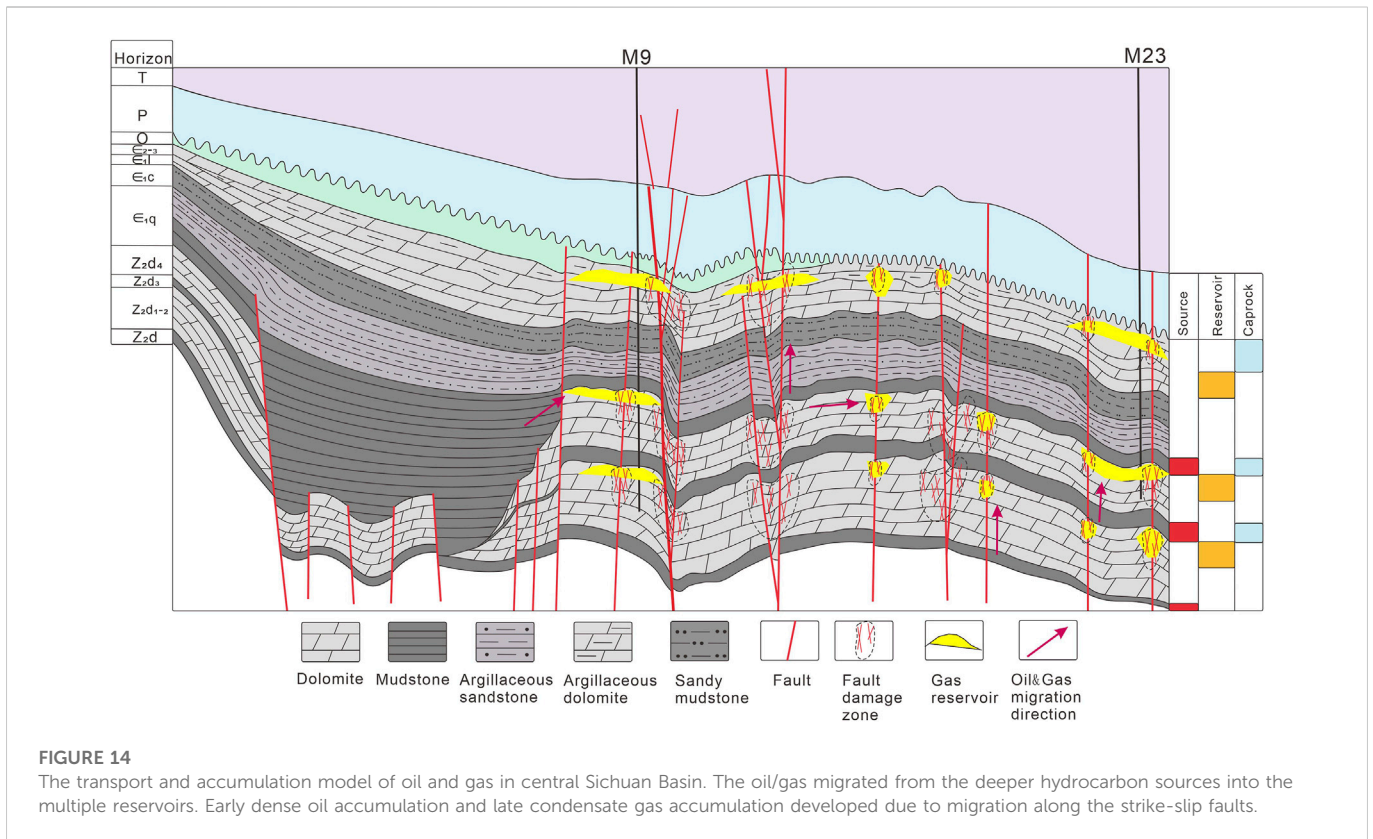 M9
M23
Horizon
T
P
O
Є₂₋₃
Є₁l
Є₁c
Є₁q
Z₂d₄
Z₂d₃
Z₂d₁₋₂
Z₂d
Source
Reservoir
Caprock
Dolomite
Mudstone
Argillaceous
sandstone
Argillaceous
dolomite
Sandy
mudstone
Fault
Fault
damage
zone
Gas
reservoir
Oil&Gas
migration
direction
FIGURE 14
The transport and accumulation model of oil and gas in central Sichuan Basin. The oil/gas migrated from the deeper hydrocarbon sources into the
multiple reservoirs. Early dense oil accumulation and late condensate gas accumulation developed due to migration along the strike-slip faults.